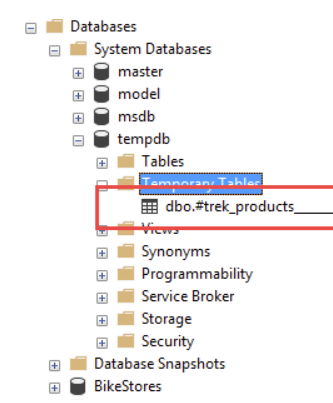 Databases
System Databases
master
model
msdb
tempdb
Tables
Temporary Tables
dbo.#trek_products______
Views
Synonyms
Programmability
Service Broker
Storage
Security
Database Snapshots
BikeStores